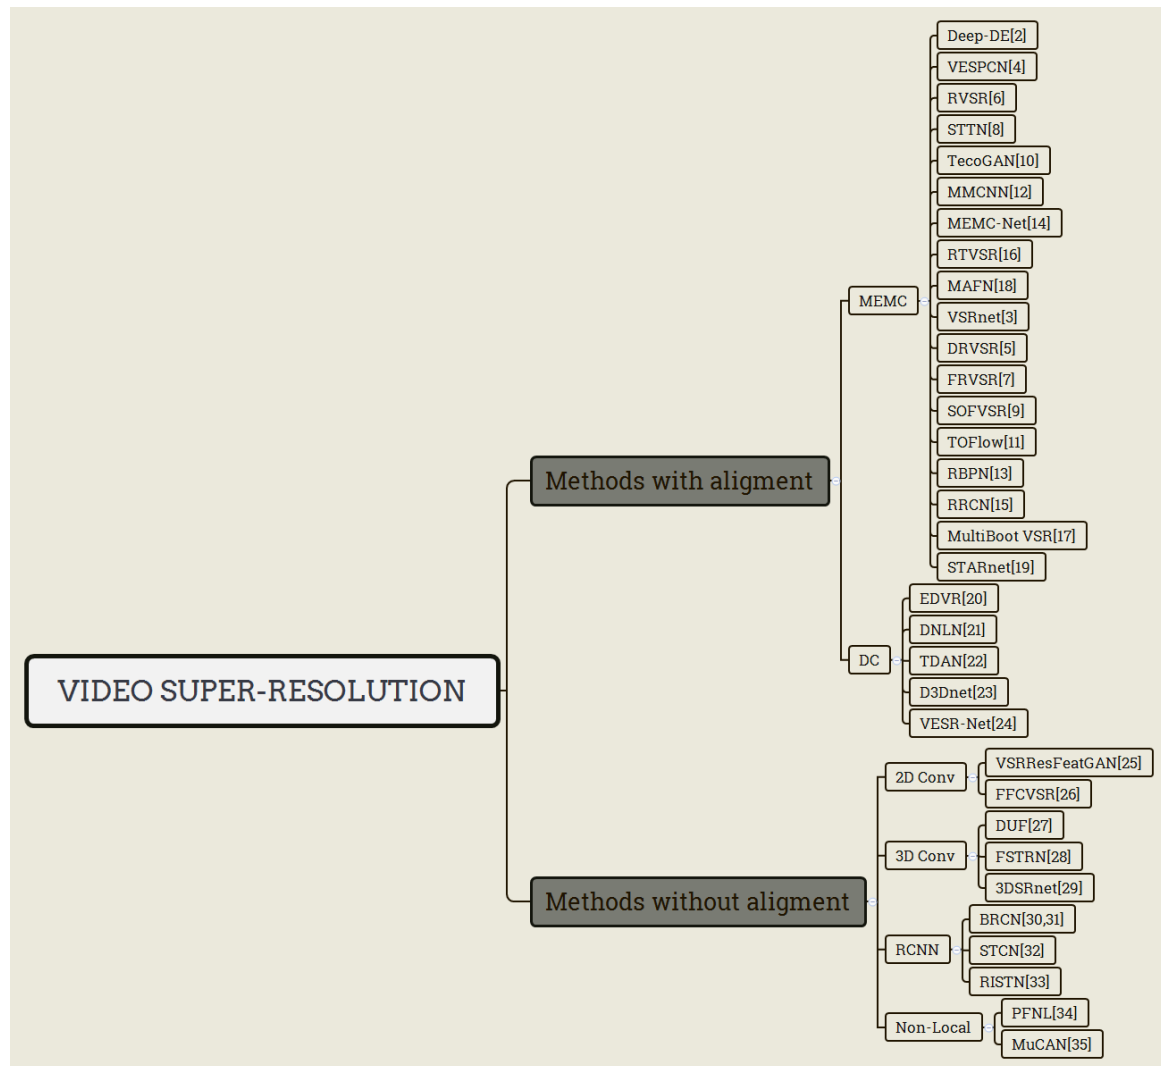 VIDEO SUPER-RESOLUTION
Methods with aligment
MEMC
Deep-DE[2]
VESPCN[4]
RVSR[6]
STTN[8]
TecoGAN[10]
MMCNN[12]
MEMC-Net[14]
RTVSR[16]
MAFN[18]
VSRnet[3]
DRVSR[5]
FRVSR[7]
SOFVSR[9]
TOFlow[11]
RBPN[13]
RRCN[15]
MultiBoot VSR[17]
STARnet[19]
DC
EDVR[20]
DNLN[21]
TDAN[22]
D3Dnet[23]
VESR-Net[24]
Methods without aligment
2D Conv
VSRResFeatGAN[25]
FFCVSR[26]
3D Conv
DUF[27]
FSTRN[28]
3DSRnet[29]
RCNN
BRCN[30,31]
STCN[32]
RISTN[33]
Non-Local
PFNL[34]
MuCAN[35]